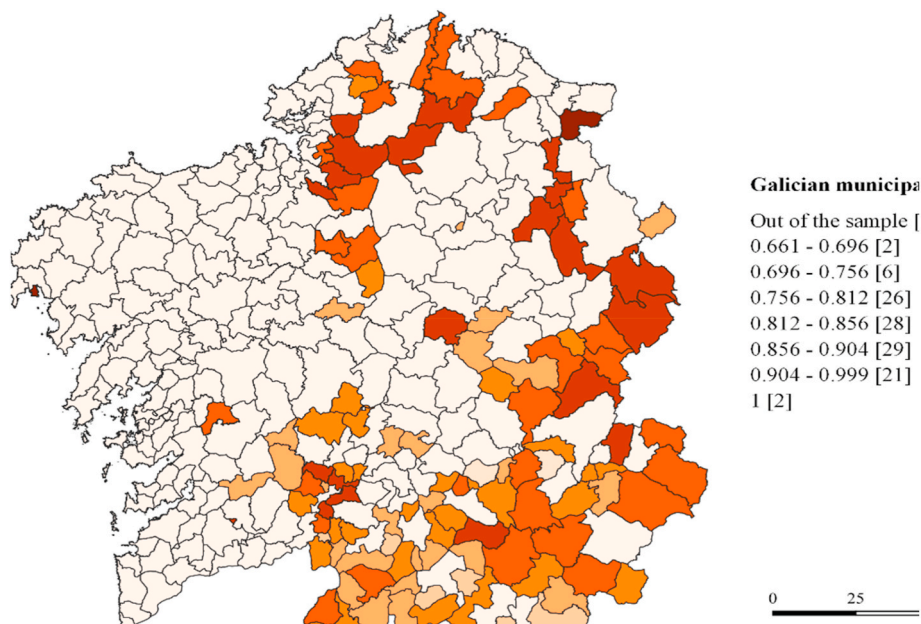 Galician municipa
Out of the sample [
0.661 - 0.696 [2]
0.696 - 0.756 [6]
0.756 - 0.812 [26]
0.812 - 0.856 [28]
0.856 - 0.904 [29]
0.904 - 0.999 [21]
1 [2]
0 25